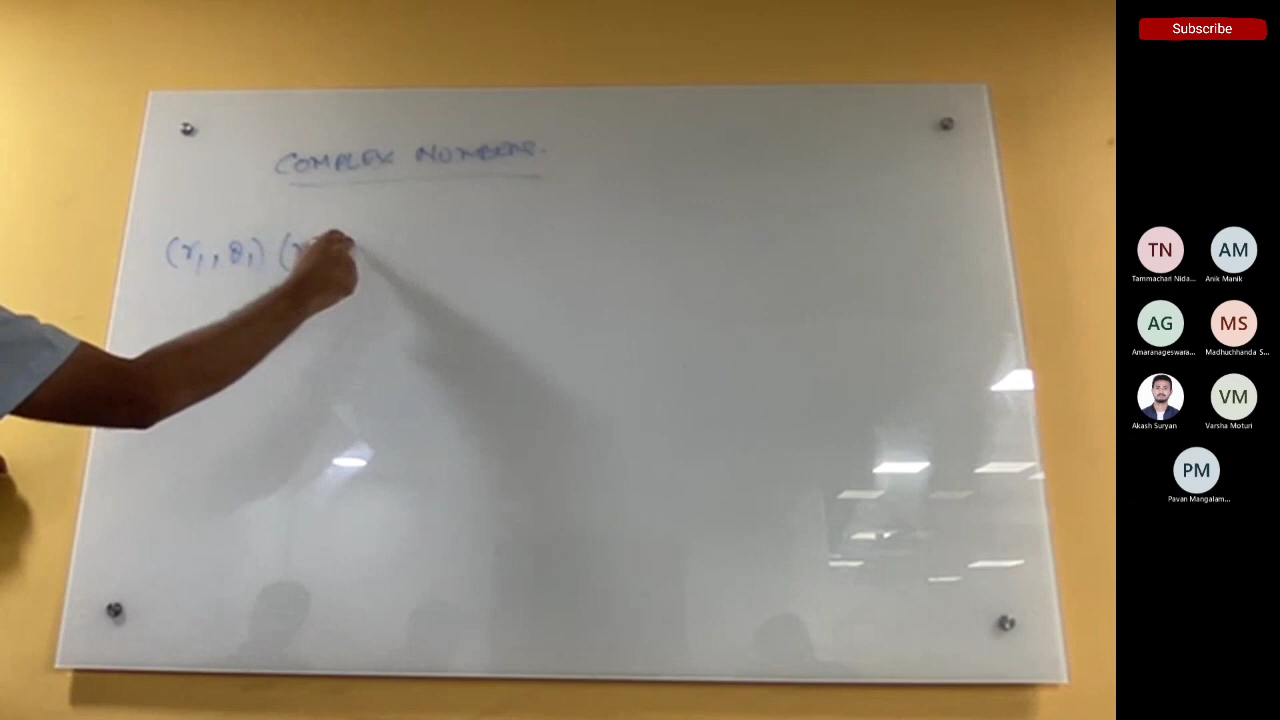 Subscribe
COMPLEX NUMBERS.
(r₁, θ₁) (r
TN
AM
Tammachari Nida...
Anik Manik
AG
MS
Amaranageswara...
Madhuchhanda S...
Akash Suryan
VM
Varsha Moturi
PM
Pavan Mangalam...